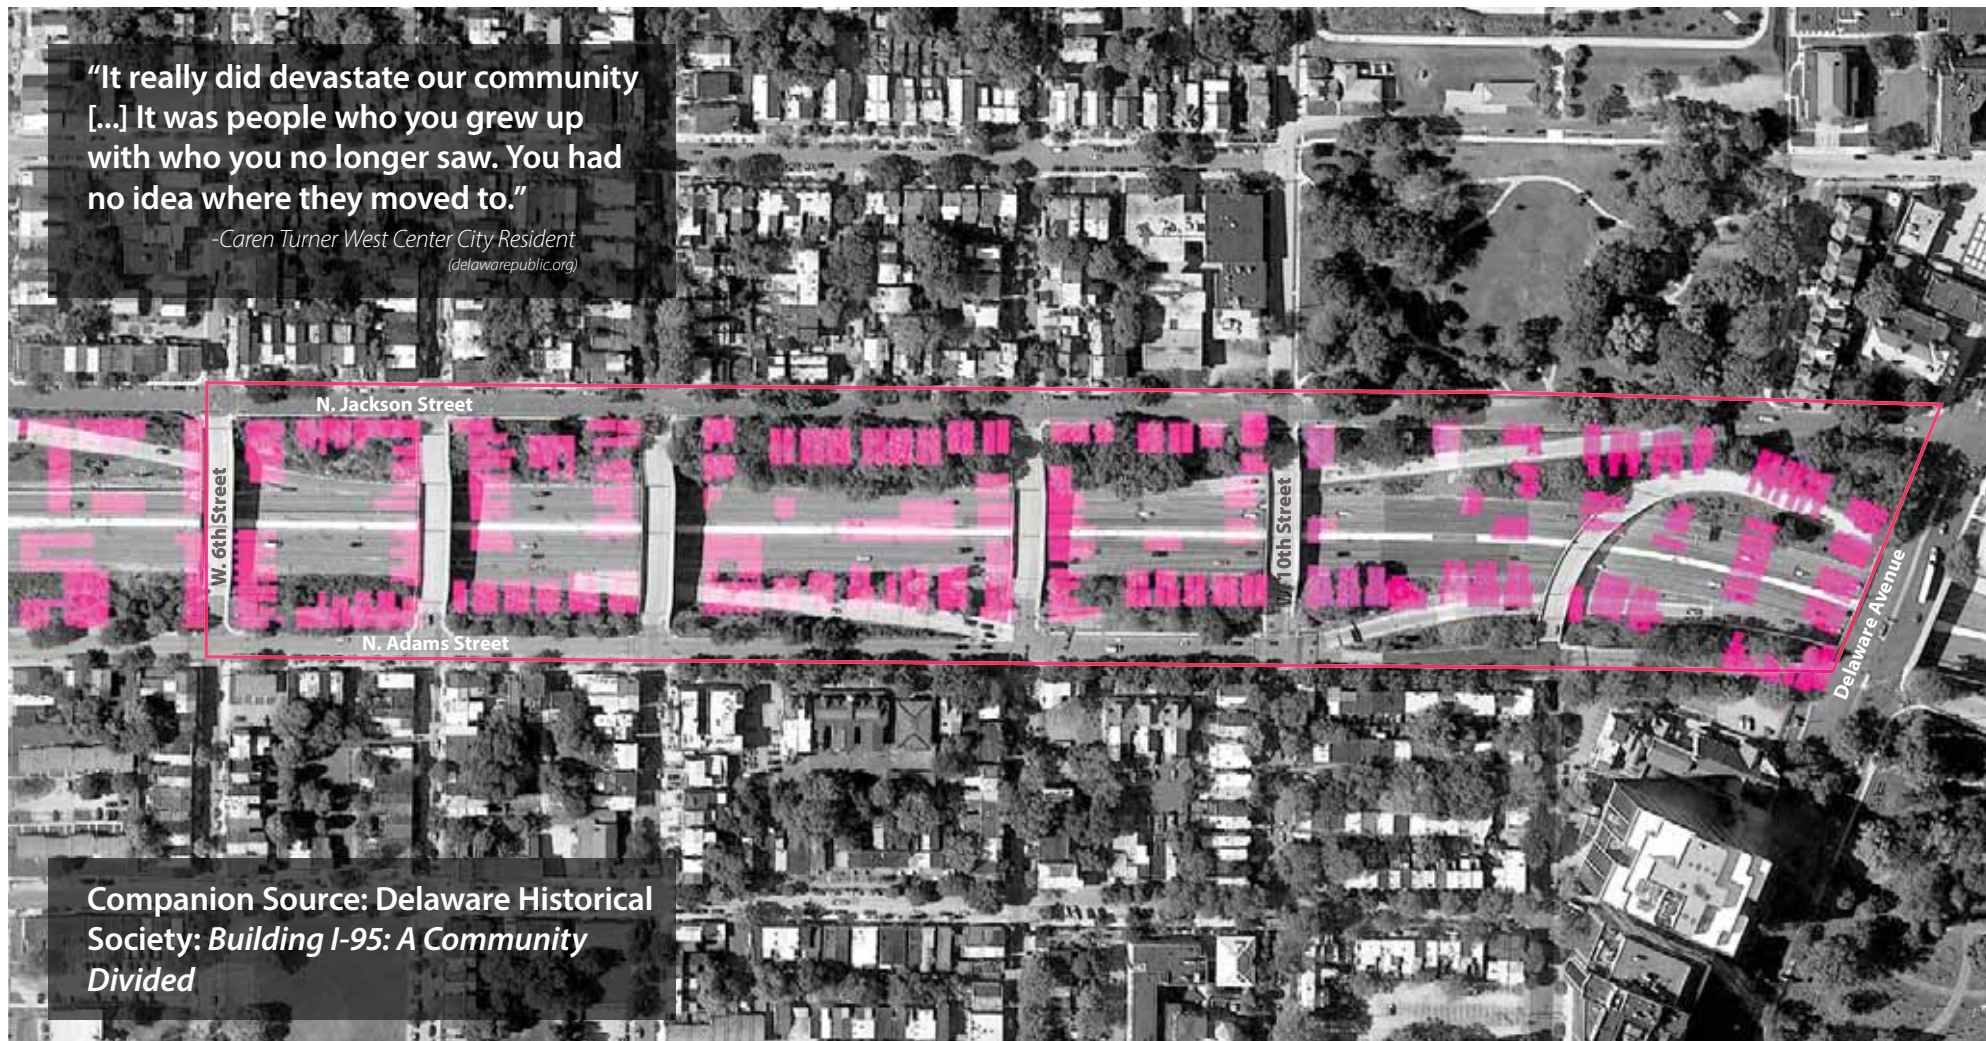 “It really did devastate our community
[...] It was people who you grew up
with who you no longer saw. You had
no idea where they moved to.”
-Caren Turner West Center City Resident
(delawarepublic.org)
N. Jackson Street
W. 6th Street
10th Street
N. Adams Street
Delaware Avenue
Companion Source: Delaware Historical
Society: Building I-95: A Community
Divided